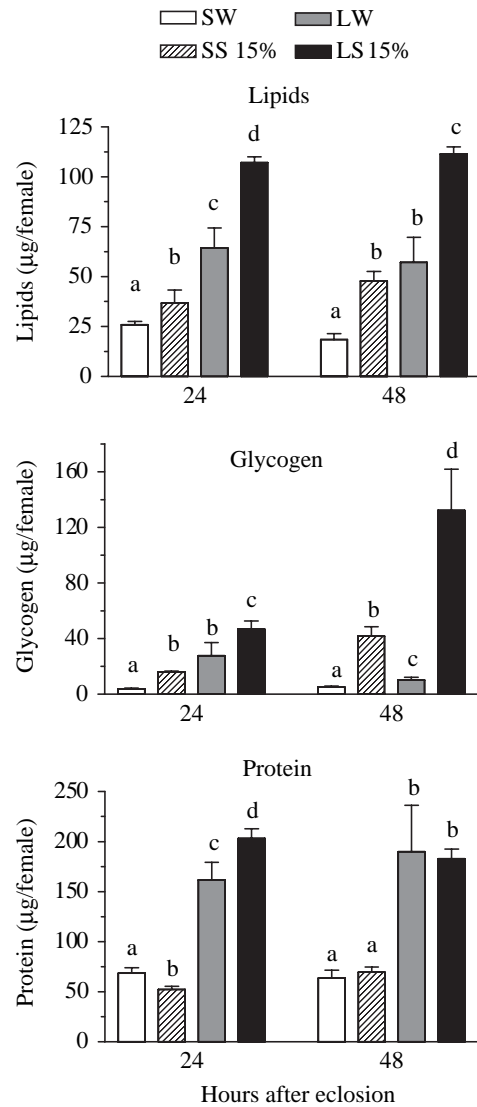 SW LW
SS 15% LS 15%
Lipids
Lipids (μg/female)
125
100
75
50
25
0
a b c d a b b c
24 48
Glycogen
Glycogen (μg/female)
160
120
80
40
0
a b b c a b c d
24 48
Protein
Protein (μg/female)
250
200
150
100
50
0
a b c d a a b b
24 48
Hours after eclosion